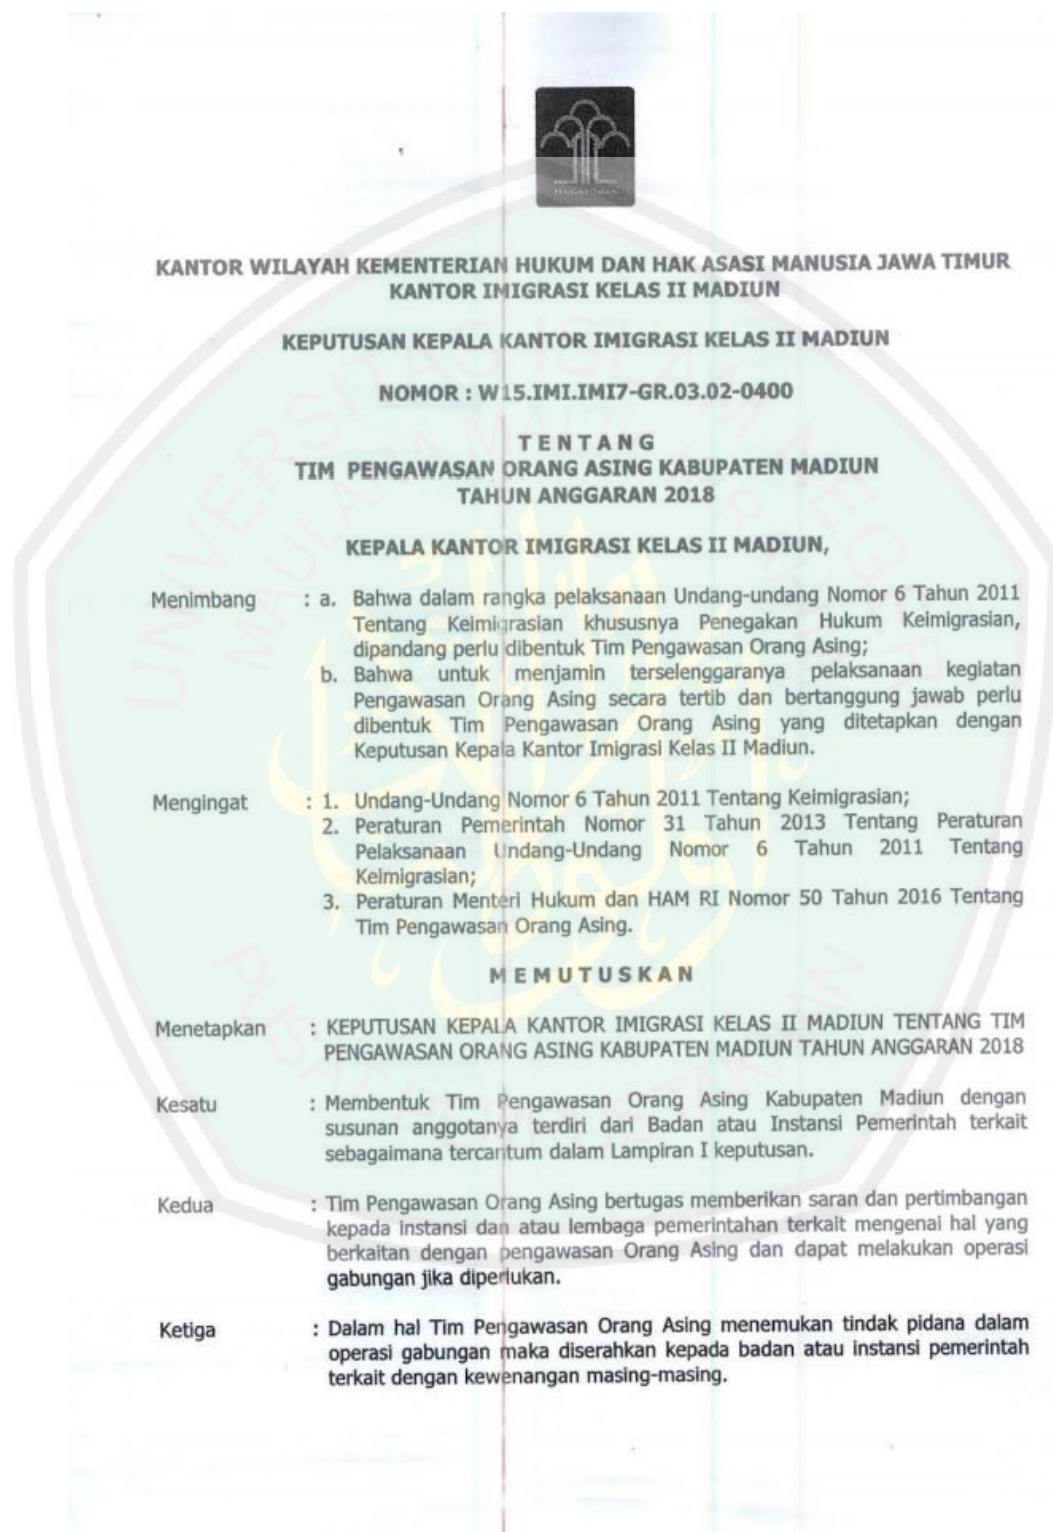 KANTOR WILAYAH KEMENTERIAN HUKUM DAN HAK ASASI MANUSIA JAWA TIMUR
KANTOR IMIGRASI KELAS II MADIUN
KEPUTUSAN KEPALA KANTOR IMIGRASI KELAS II MADIUN
NOMOR : W15.IMI.IMI7-GR.03.02-0400
T E N T A N G
TIM PENGAWASAN ORANG ASING KABUPATEN MADIUN
TAHUN ANGGARAN 2018
KEPALA KANTOR IMIGRASI KELAS II MADIUN,
Menimbang : a. Bahwa dalam rangka pelaksanaan Undang-undang Nomor 6 Tahun 2011
Tentang Keimigrasian khususnya Penegakan Hukum Keimigrasian,
dipandang perlu dibentuk Tim Pengawasan Orang Asing;
b. Bahwa untuk menjamin terselenggaranya pelaksanaan kegiatan
Pengawasan Orang Asing secara tertib dan bertanggung jawab perlu
dibentuk Tim Pengawasan Orang Asing yang ditetapkan dengan
Keputusan Kepala Kantor Imigrasi Kelas II Madiun.
Mengingat : 1. Undang-Undang Nomor 6 Tahun 2011 Tentang Keimigrasian;
2. Peraturan Pemerintah Nomor 31 Tahun 2013 Tentang Peraturan
Pelaksanaan Undang-Undang Nomor 6 Tahun 2011 Tentang
Keimigrasian;
3. Peraturan Menteri Hukum dan HAM RI Nomor 50 Tahun 2016 Tentang
Tim Pengawasan Orang Asing.
M E M U T U S K A N
Menetapkan : KEPUTUSAN KEPALA KANTOR IMIGRASI KELAS II MADIUN TENTANG TIM
PENGAWASAN ORANG ASING KABUPATEN MADIUN TAHUN ANGGARAN 2018
Kesatu : Membentuk Tim Pengawasan Orang Asing Kabupaten Madiun dengan
susunan anggotanya terdiri dari Badan atau Instansi Pemerintah terkait
sebagaimana tercantum dalam Lampiran I keputusan.
Kedua : Tim Pengawasan Orang Asing bertugas memberikan saran dan pertimbangan
kepada instansi dan atau lembaga pemerintahan terkait mengenai hal yang
berkaitan dengan pengawasan Orang Asing dan dapat melakukan operasi
gabungan jika diperlukan.
Ketiga : Dalam hal Tim Pengawasan Orang Asing menemukan tindak pidana dalam
operasi gabungan maka diserahkan kepada badan atau instansi pemerintah
terkait dengan kewenangan masing-masing.
UNIVERSITAS ISLAM NEGERI